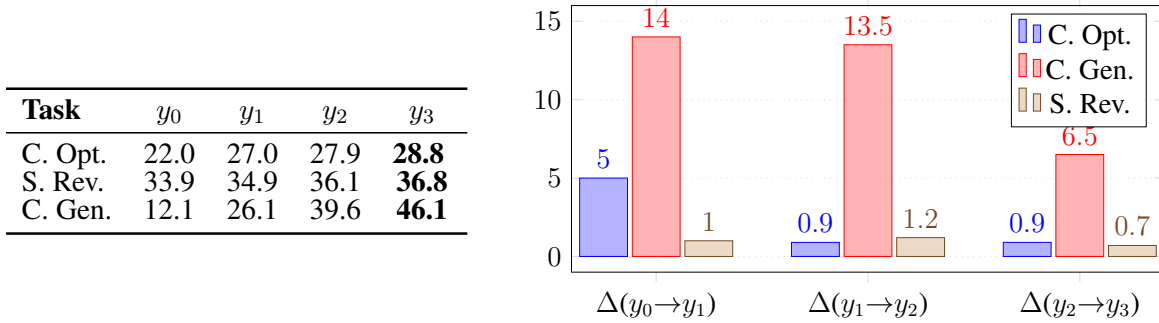 Task y0 y1 y2 y3
C. Opt. 22.0 27.0 27.9 28.8
S. Rev. 33.9 34.9 36.1 36.8
C. Gen. 12.1 26.1 39.6 46.1
15
10
5
0
C. Opt.
C. Gen.
S. Rev.
5 14 1
0.9 13.5 1.2
0.9 6.5 0.7
Δ(y0→y1) Δ(y1→y2) Δ(y2→y3)